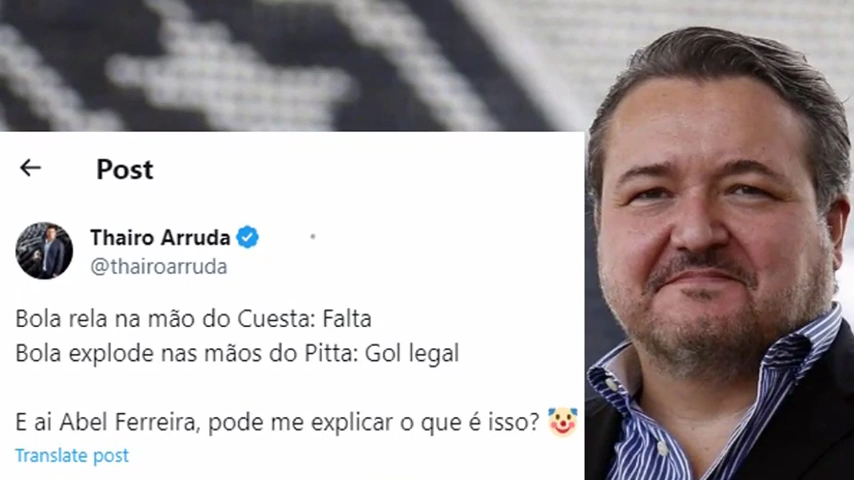 Post
Thairo Arruda
@thairoarruda
Bola rela na mão do Cuesta: Falta
Bola explode nas mãos do Pitta: Gol legal
E ai Abel Ferreira, pode me explicar o que é isso? 🤡
Translate post